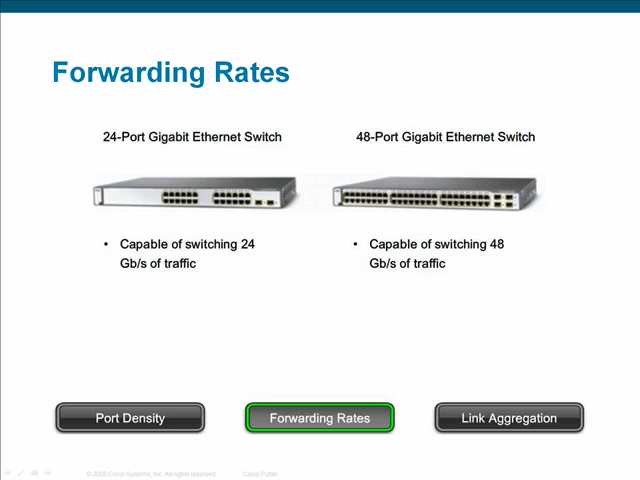 Forwarding Rates
24-Port Gigabit Ethernet Switch
48-Port Gigabit Ethernet Switch
• Capable of switching 24
Gb/s of traffic
• Capable of switching 48
Gb/s of traffic
Port Density
Forwarding Rates
Link Aggregation
© 2006 Cisco Systems, Inc. All rights reserved.
Cisco Public